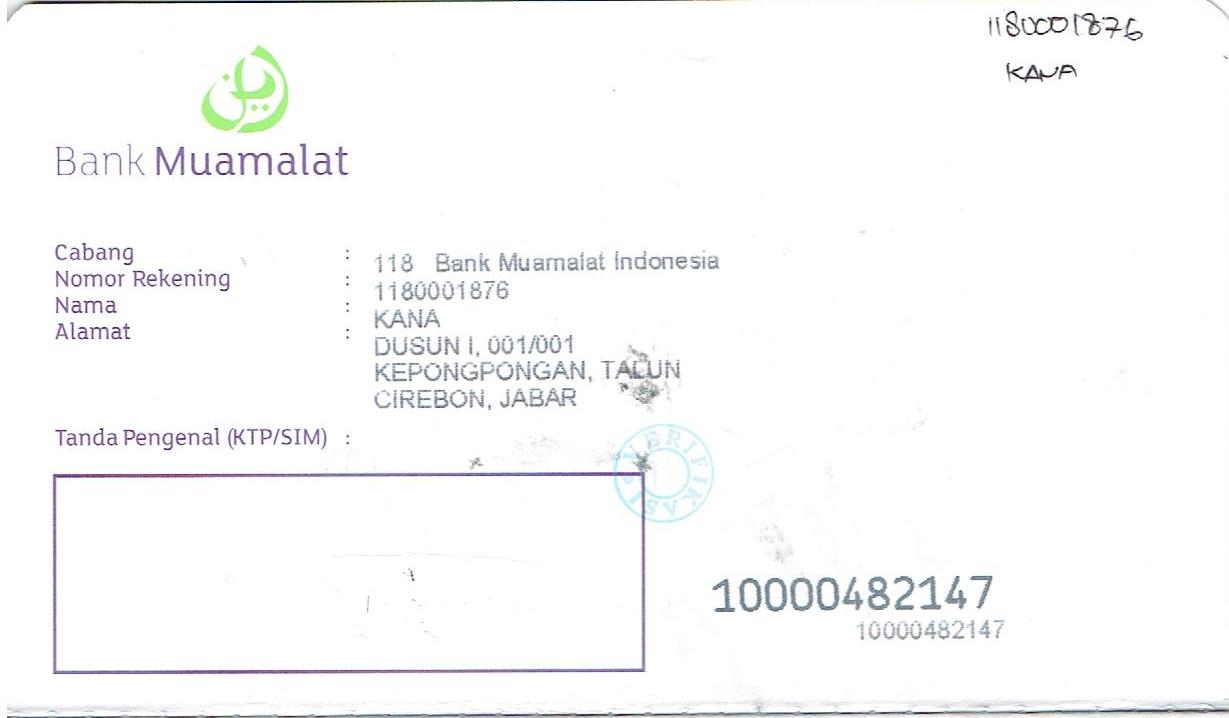 1180001876
KANA
Bank Muamalat
Cabang : 118 Bank Muamalat Indonesia
Nomor Rekening : 1180001876
Nama : KANA
Alamat : DUSUN I, 001/001
KEPONGPONGAN, TALUN
CIREBON, JABAR
Tanda Pengenal (KTP/SIM) :
VERIFIKASI
10000482147
10000482147